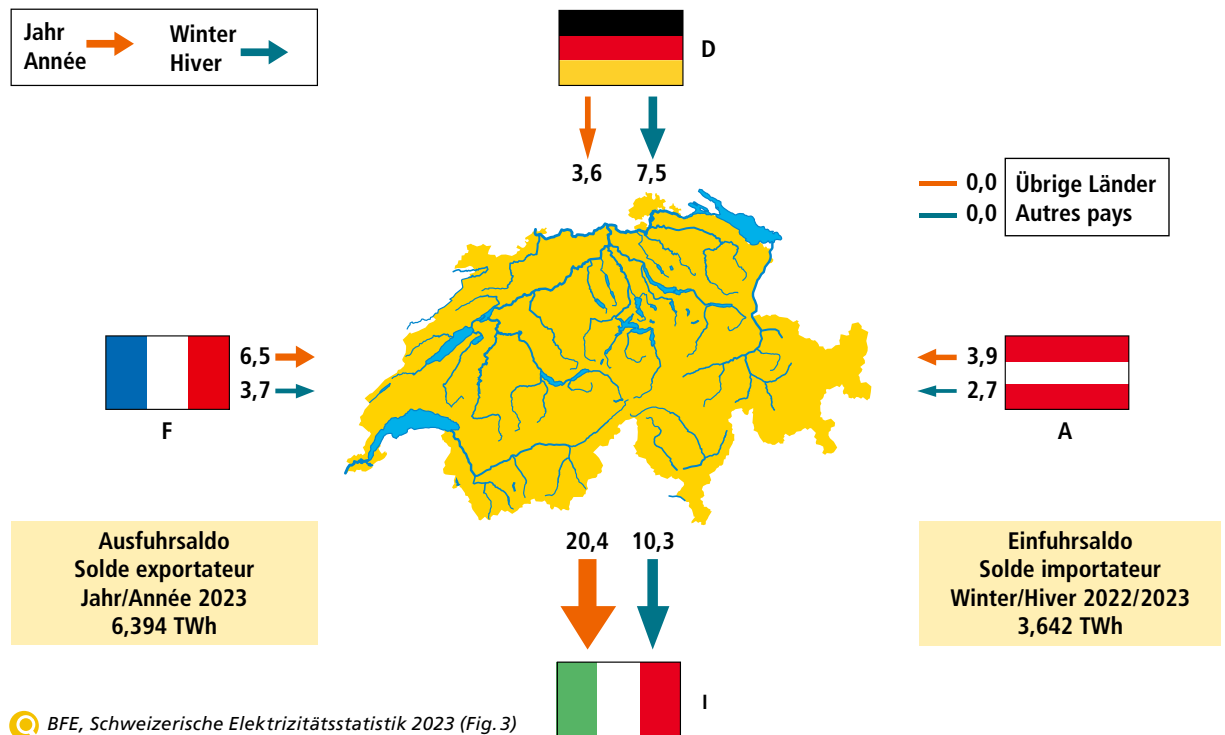 Jahr
Année
Winter
Hiver
D
3,6 7,5
0,0
0,0
Übrige Länder
Autres pays
6,5
3,7
F
3,9
2,7
A
Ausfuhrsaldo
Solde exportateur
Jahr/Année 2023
6,394 TWh
20,4 10,3
Einfuhrsaldo
Solde importateur
Winter/Hiver 2022/2023
3,642 TWh
I
BFE, Schweizerische Elektrizitätsstatistik 2023 (Fig. 3)